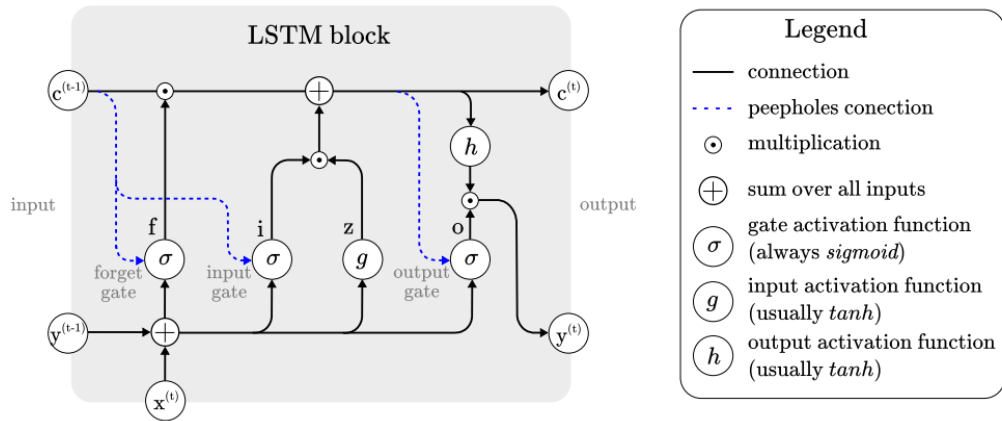 LSTM block
c(t-1)
c(t)
h
input
output
f
i
z
o
σ
σ
g
σ
forget
gate
input
gate
output
gate
y(t-1)
y(t)
x(t)
Legend
connection
peepholes conection
multiplication
sum over all inputs
σ
gate activation function
(always sigmoid)
g
input activation function
(usually tanh)
h
output activation function
(usually tanh)